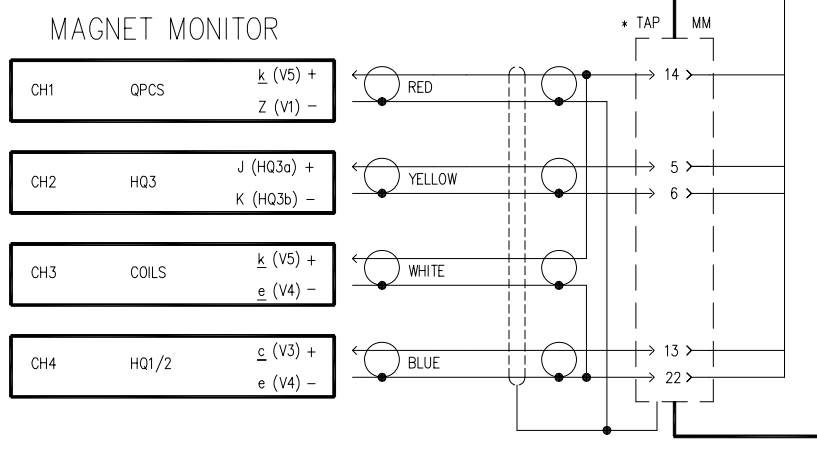 MAGNET MONITOR
* TAP MM
CH1 QPCS k (V5) +
Z (V1) −
RED
14
CH2 HQ3 J (HQ3a) +
K (HQ3b) −
YELLOW
5
6
CH3 COILS k (V5) +
e (V4) −
WHITE
CH4 HQ1/2 c (V3) +
e (V4) −
BLUE
13
22